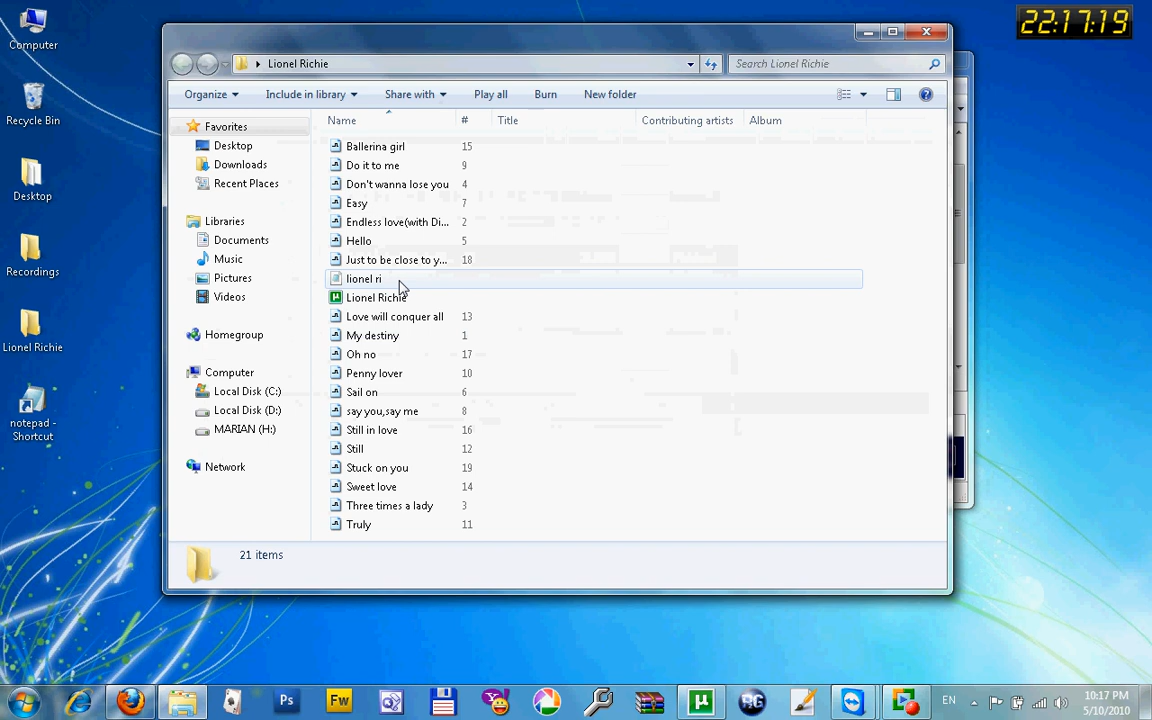 Computer
Recycle Bin
Desktop
Recordings
Lionel Richie
notepad -
Shortcut
22:17:19
Lionel Richie
Search Lionel Richie
Organize
Include in library
Share with
Play all
Burn
New folder
Name
#
Title
Contributing artists
Album
Favorites
Desktop
Downloads
Recent Places
Libraries
Documents
Music
Pictures
Videos
Homegroup
Computer
Local Disk (C:)
Local Disk (D:)
MARIAN (H:)
Network
Ballerina girl 15
Do it to me 9
Don't wanna lose you 4
Easy 7
Endless love(with Di... 2
Hello 5
Just to be close to y... 18
lionel ri
Lionel Richie
Love will conquer all 13
My destiny 1
Oh no 17
Penny lover 10
Sail on 6
say you,say me 8
Still in love 16
Still 12
Stuck on you 19
Sweet love 14
Three times a lady 3
Truly 11
21 items
Ps
Fw
µ
RG
EN
10:17 PM
5/10/2010